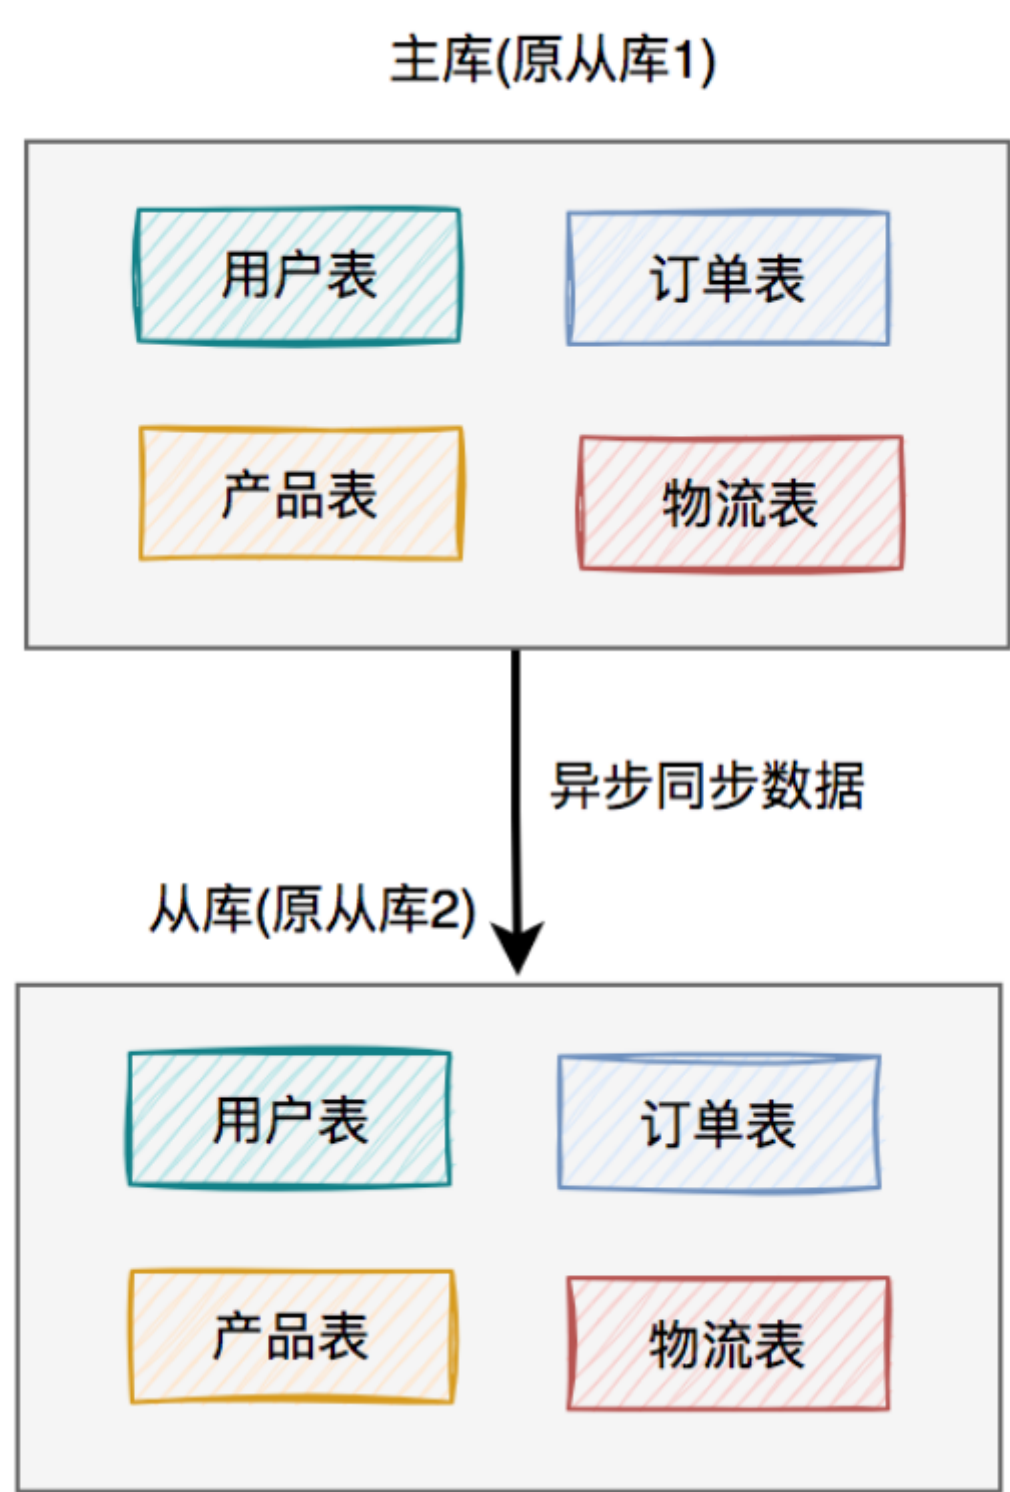 主库(原从库1)
用户表
订单表
产品表
物流表
异步同步数据
从库(原从库2)
用户表
订单表
产品表
物流表